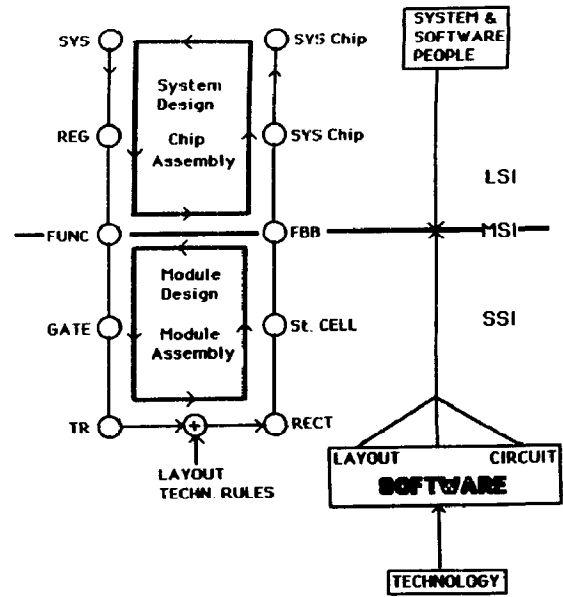 SYS
SYS Chip
SYSTEM &
SOFTWARE
PEOPLE
System
Design
Chip
Assembly
REG
SYS Chip
LSI
FUNC
FBB
MSI
Module
Design
Module
Assembly
GATE
St. CELL
SSI
TR
+
RECT
LAYOUT
TECHN. RULES
LAYOUT
CIRCUIT
SOFTWARE
TECHNOLOGY